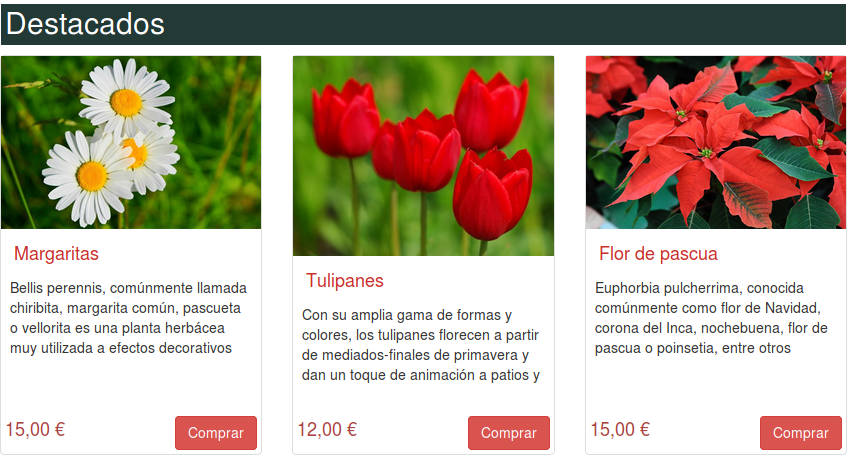 Destacados
Margaritas
Bellis perennis, comúnmente llamada
chiribita, margarita común, pascueta
o vellorita es una planta herbácea
muy utilizada a efectos decorativos
15,00 €
Comprar
Tulipanes
Con su amplia gama de formas y
colores, los tulipanes florecen a partir
de mediados-finales de primavera y
dan un toque de animación a patios y
12,00 €
Comprar
Flor de pascua
Euphorbia pulcherrima, conocida
comúnmente como flor de Navidad,
corona del Inca, nochebuena, flor de
pascua o poinsetia, entre otros
15,00 €
Comprar